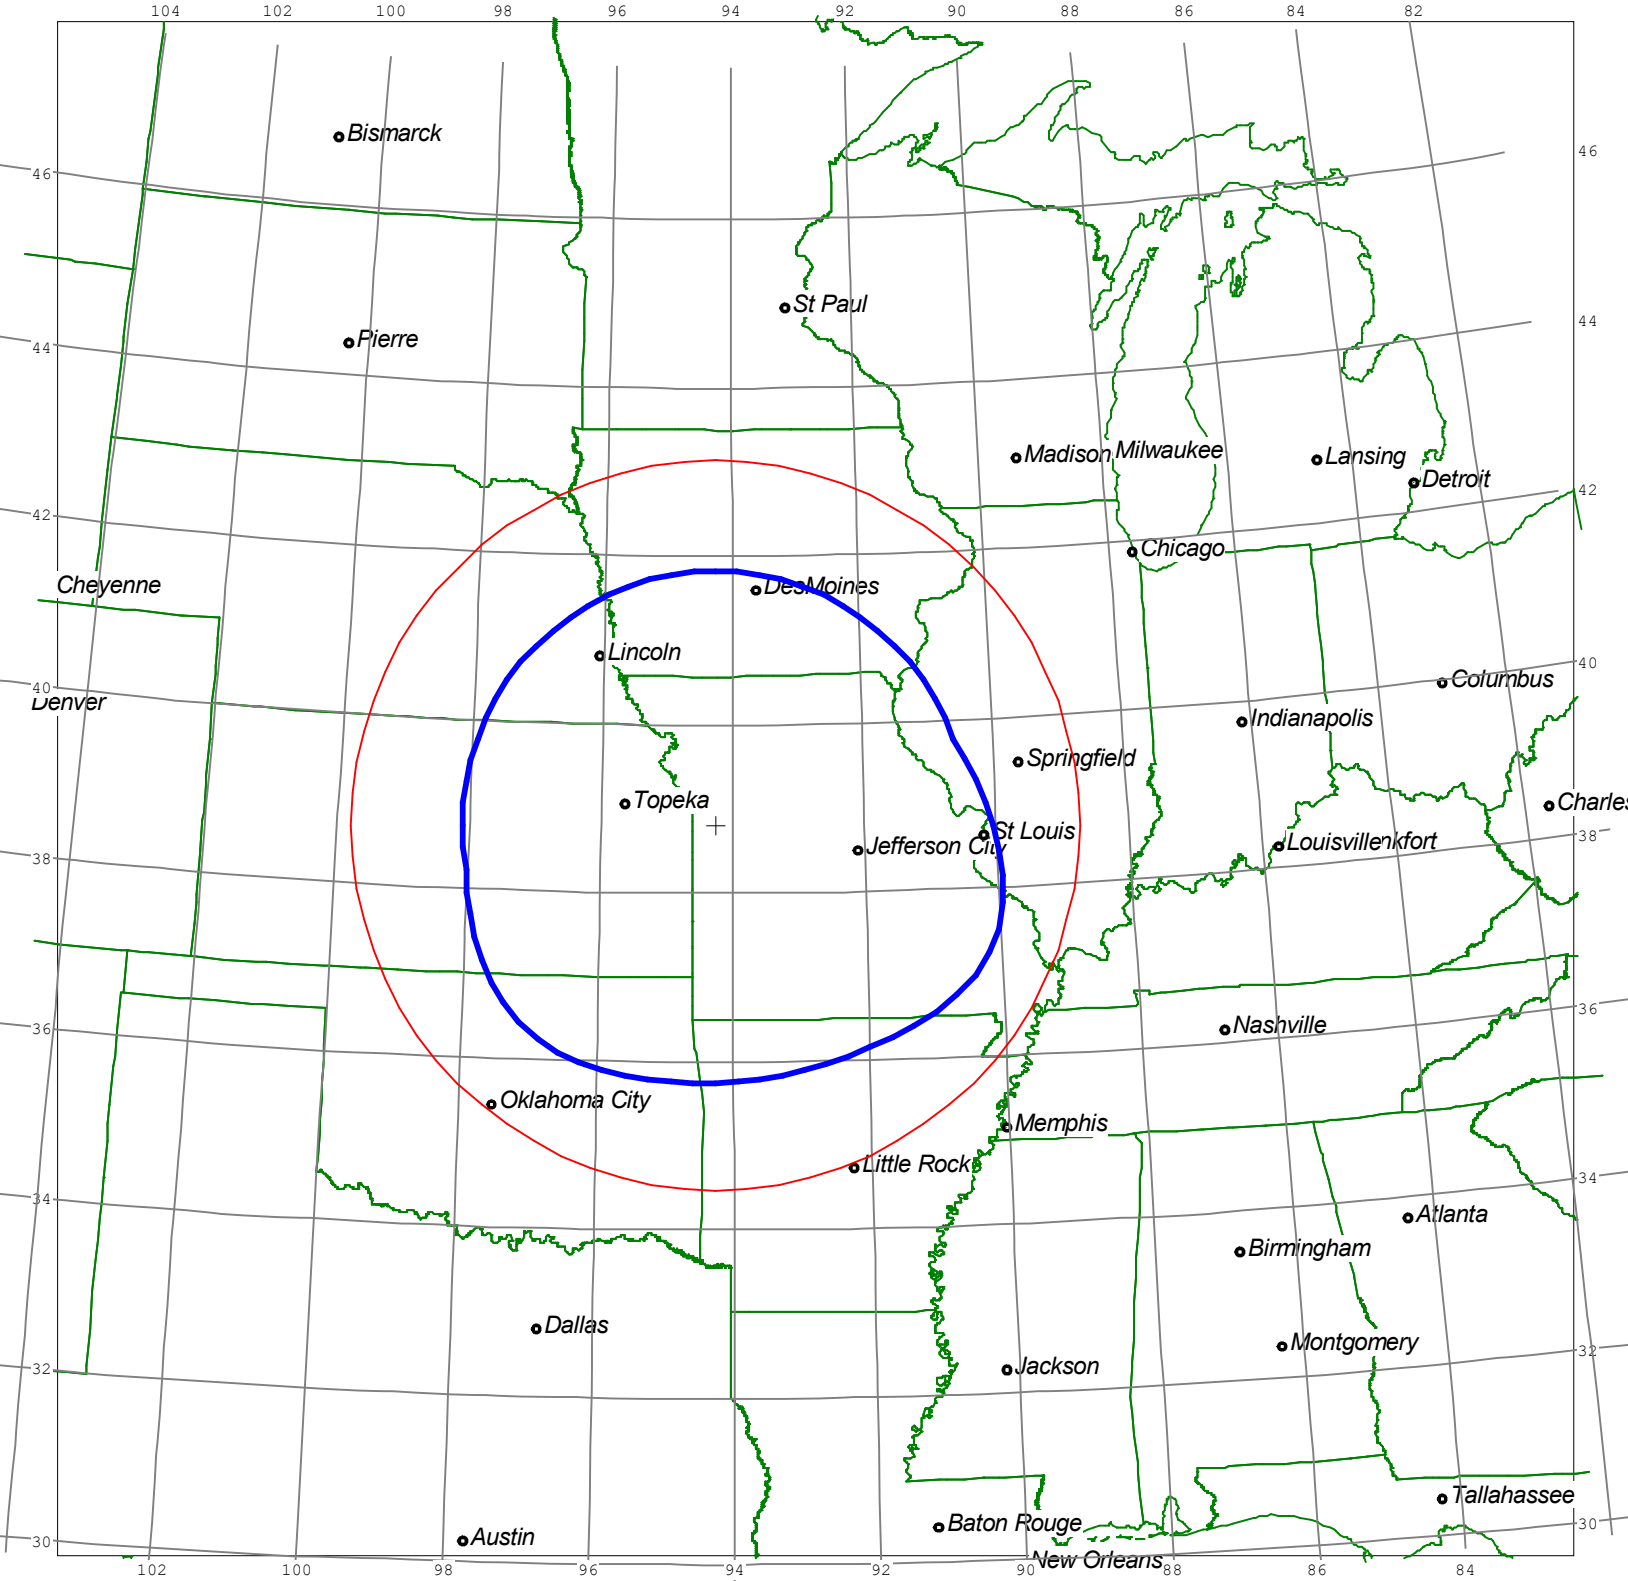 104 102 100 98 96 94 92 90 88 86 84 82
Bismarck
46 46
St Paul
44 Pierre 44
Madison Milwaukee Lansing
Detroit
42 42
Chicago
Cheyenne DesMoines
Lincoln 40
40 Columbus
Denver Indianapolis
Springfield
Topeka Charles
St Louis 38
Jefferson City Louisville nkfort
38
36
36 Nashville
Oklahoma City
Memphis
Little Rock
34 34
Atlanta
Birmingham
Dallas
Montgomery 32
32 Jackson
Tallahassee
Baton Rouge 30
30 Austin
New Orleans
102 100 98 96 94 92 90 88 86 84